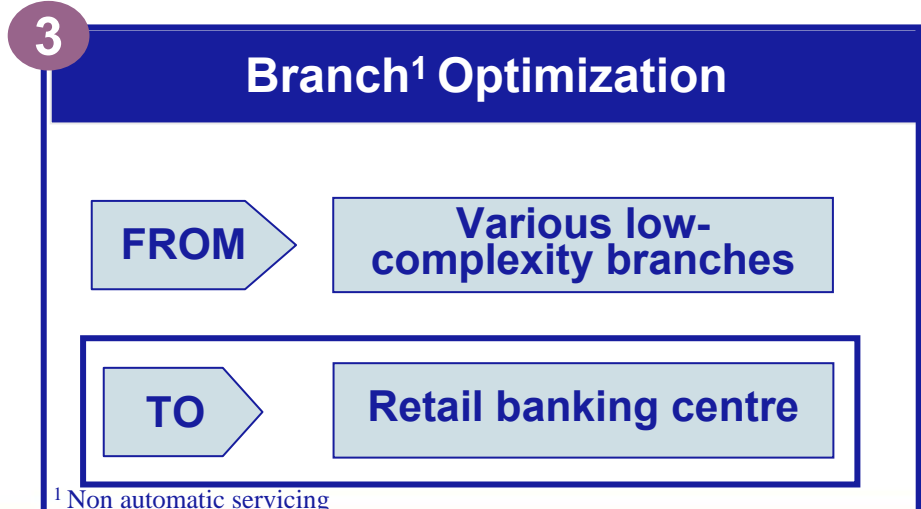 3
Branch¹ Optimization
FROM
Various low-
complexity branches
TO
Retail banking centre
¹ Non automatic servicing